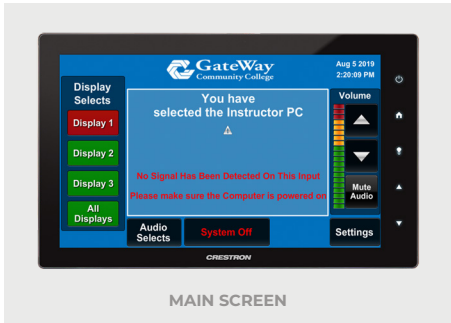 GateWay
Community College
Aug 5 2019
2:20:09 PM
Display
Selects
Display 1
Display 2
Display 3
All
Displays
You have
selected the Instructor PC
No Signal Has Been Detected On This Input
Please make sure the Computer is powered on
Volume
Mute
Audio
Audio
Selects
System Off
Settings
CRESTRON
MAIN SCREEN